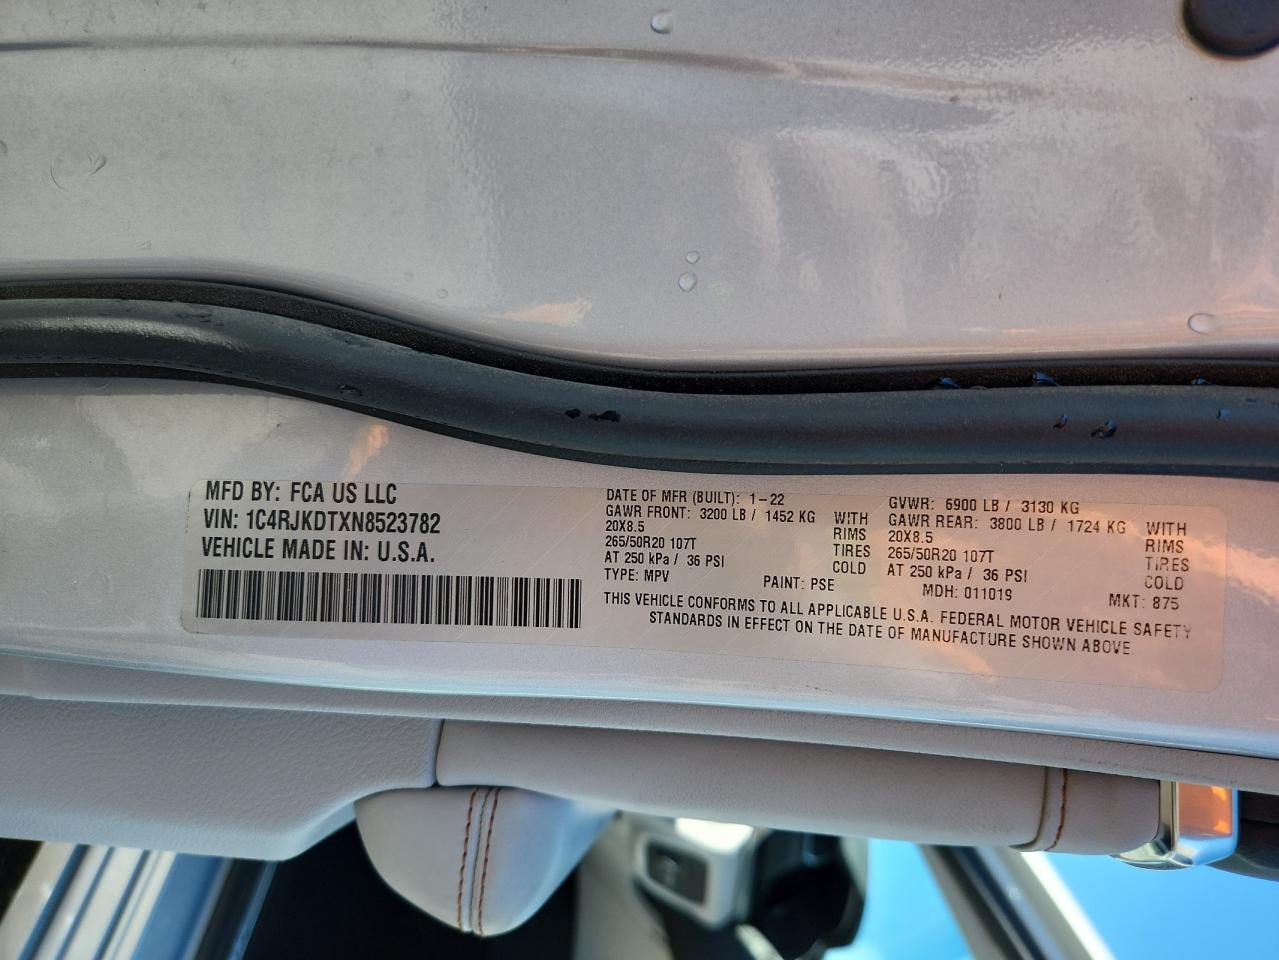 MFD BY: FCA US LLC
VIN: 1C4RJKDTXN8523782
VEHICLE MADE IN: U.S.A.
DATE OF MFR (BUILT): 1-22
GAWR FRONT: 3200 LB / 1452 KG WITH
20X8.5 RIMS
265/50R20 107T TIRES
AT 250 kPa / 36 PSI COLD
TYPE: MPV PAINT: PSE
GVWR: 6900 LB / 3130 KG
GAWR REAR: 3800 LB / 1724 KG WITH
20X8.5 RIMS
265/50R20 107T TIRES
AT 250 kPa / 36 PSI COLD
MDH: 011019 MKT: 875
THIS VEHICLE CONFORMS TO ALL APPLICABLE U.S.A. FEDERAL MOTOR VEHICLE SAFETY
STANDARDS IN EFFECT ON THE DATE OF MANUFACTURE SHOWN ABOVE.